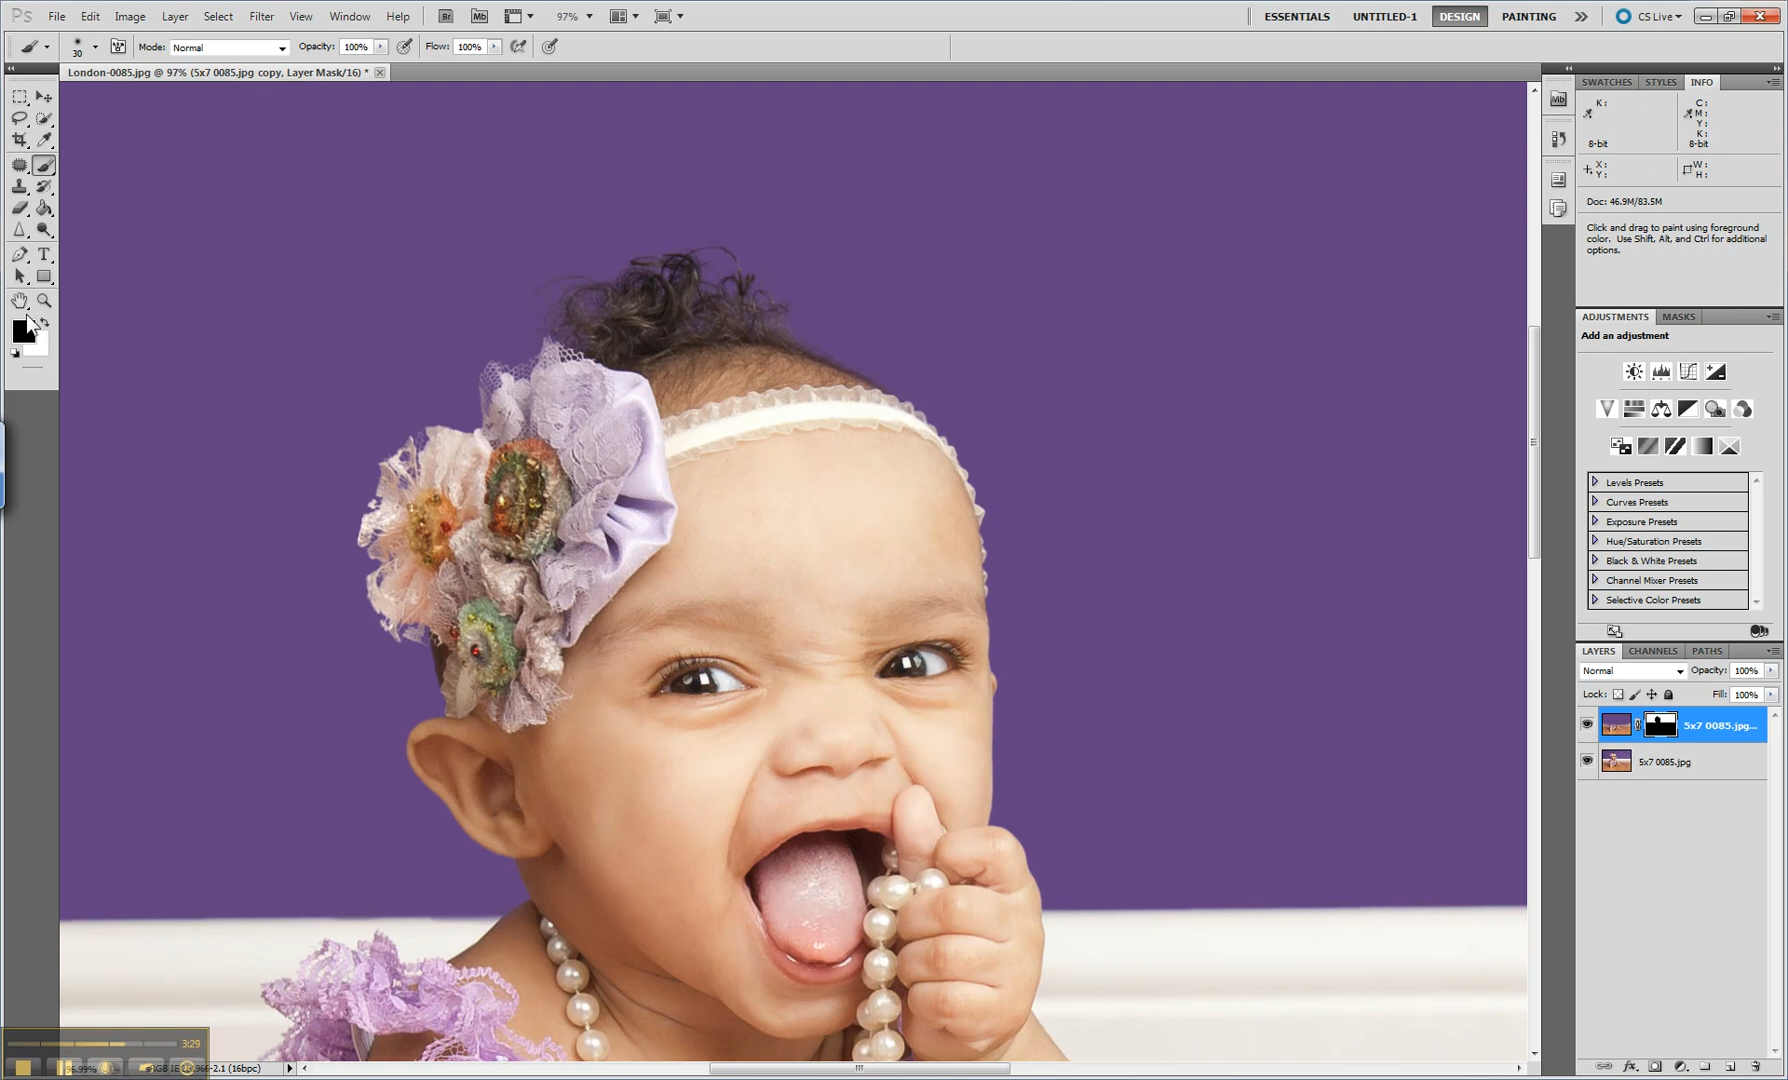 Ps File Edit Image Layer Select Filter View Window Help Br Mb 97% ESSENTIALS UNTITLED-1 DESIGN PAINTING CS Live
30 Mode: Normal Opacity: 100% Flow: 100%
London-0085.jpg @ 97% (5x7 0085.jpg copy, Layer Mask/16) *
SWATCHES STYLES INFO
K: C:
M:
Y:
K:
8-bit 8-bit
X: W:
Y: H:
Doc: 46.9M/83.5M
Click and drag to paint using foreground
color. Use Shift, Alt, and Ctrl for additional
options.
ADJUSTMENTS MASKS
Add an adjustment
Levels Presets
Curves Presets
Exposure Presets
Hue/Saturation Presets
Black & White Presets
Channel Mixer Presets
Selective Color Presets
LAYERS CHANNELS PATHS
Normal Opacity: 100%
Lock: Fill: 100%
5x7 0085.jpg...
5x7 0085.jpg
3:29
96.99% (16bpc)